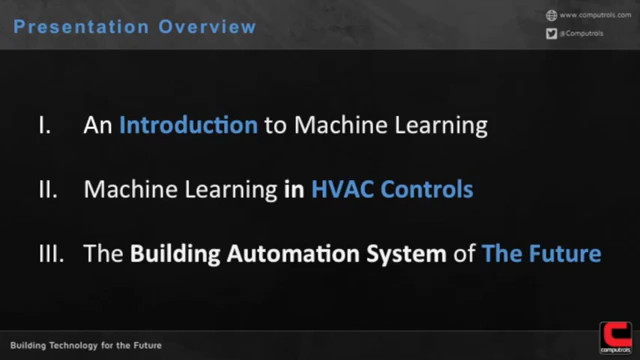 Presentation Overview
www.computrols.com
@Computrols
I. An Introduction to Machine Learning
II. Machine Learning in HVAC Controls
III. The Building Automation System of The Future
Building Technology for the Future
computrols